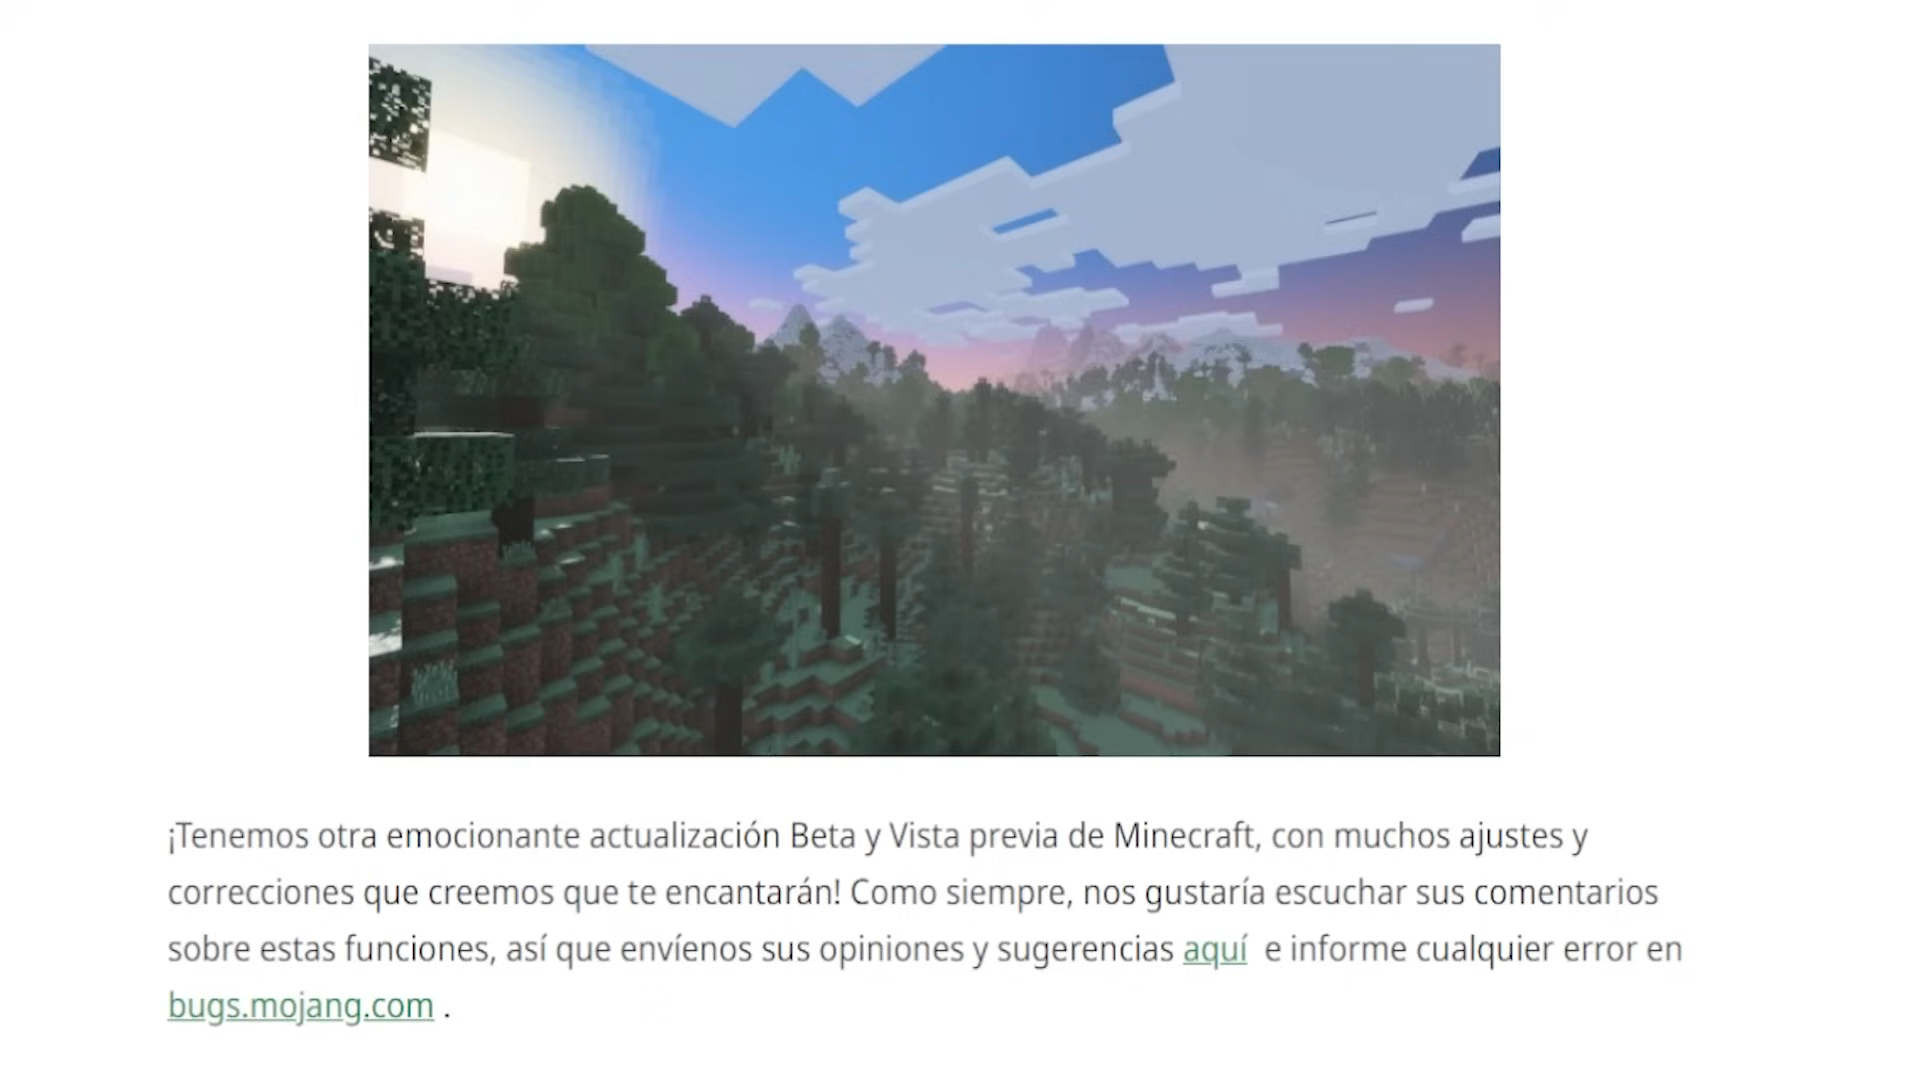 ¡Tenemos otra emocionante actualización Beta y Vista previa de Minecraft, con muchos ajustes y
correcciones que creemos que te encantarán! Como siempre, nos gustaría escuchar sus comentarios
sobre estas funciones, así que envíenos sus opiniones y sugerencias aquí e informe cualquier error en
bugs.mojang.com .